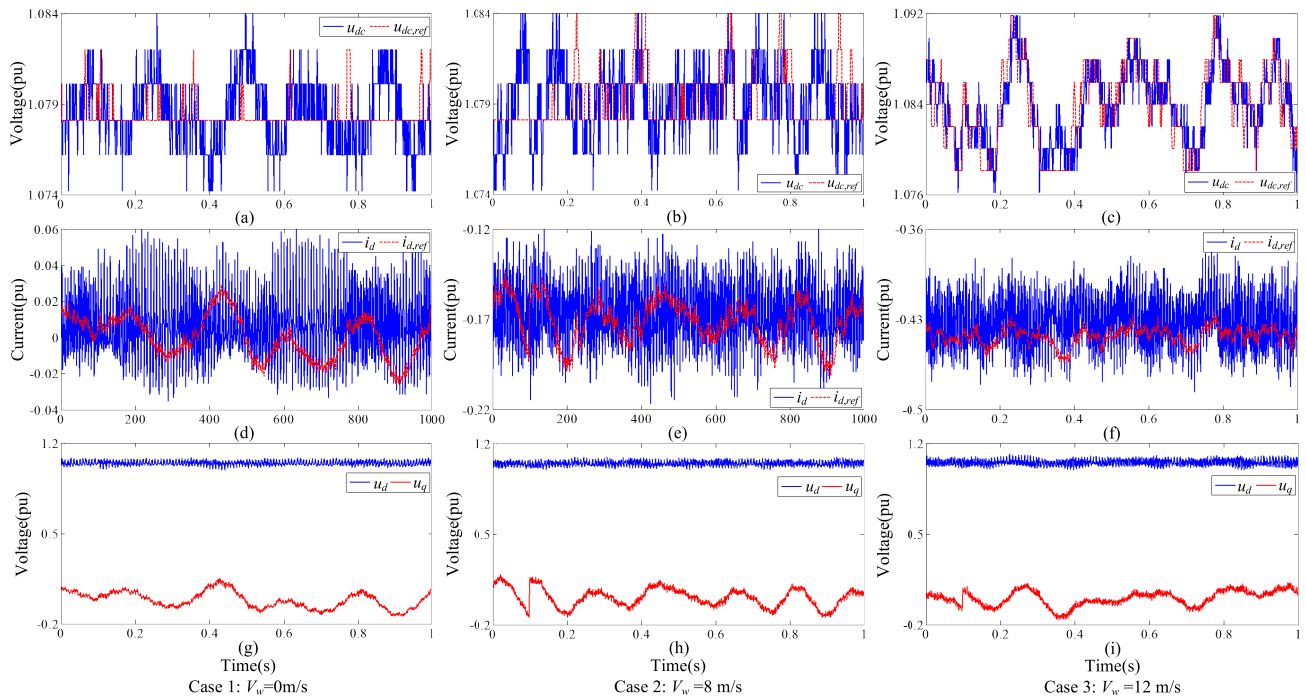 1.084
1.079
1.074
Voltage(pu)
u_dc u_dc,ref
0 0.2 0.4 0.6 0.8 1
(a)
1.084
1.079
1.074
Voltage(pu)
u_dc u_dc,ref
0 0.2 0.4 0.6 0.8 1
(b)
1.092
1.084
1.076
Voltage(pu)
u_dc u_dc,ref
0 0.2 0.4 0.6 0.8 1
(c)
0.06
0.04
0.02
0
-0.02
-0.04
Current(pu)
i_d i_d,ref
0 200 400 600 800 1000
(d)
-0.12
-0.17
-0.22
Current(pu)
i_d i_d,ref
0 200 400 600 800 1000
(e)
-0.36
-0.43
-0.5
Current(pu)
i_d i_d,ref
0 0.2 0.4 0.6 0.8 1
(f)
1.2
0.5
-0.2
Voltage(pu)
u_d u_q
0 0.2 0.4 0.6 0.8 1
(g)
Time(s)
Case 1: V_w=0m/s
1.2
0.5
-0.2
Voltage(pu)
u_d u_q
0 0.2 0.4 0.6 0.8 1
(h)
Time(s)
Case 2: V_w =8 m/s
1.2
0.5
-0.2
Voltage(pu)
u_d u_q
0 0.2 0.4 0.6 0.8 1
(i)
Time(s)
Case 3: V_w =12 m/s